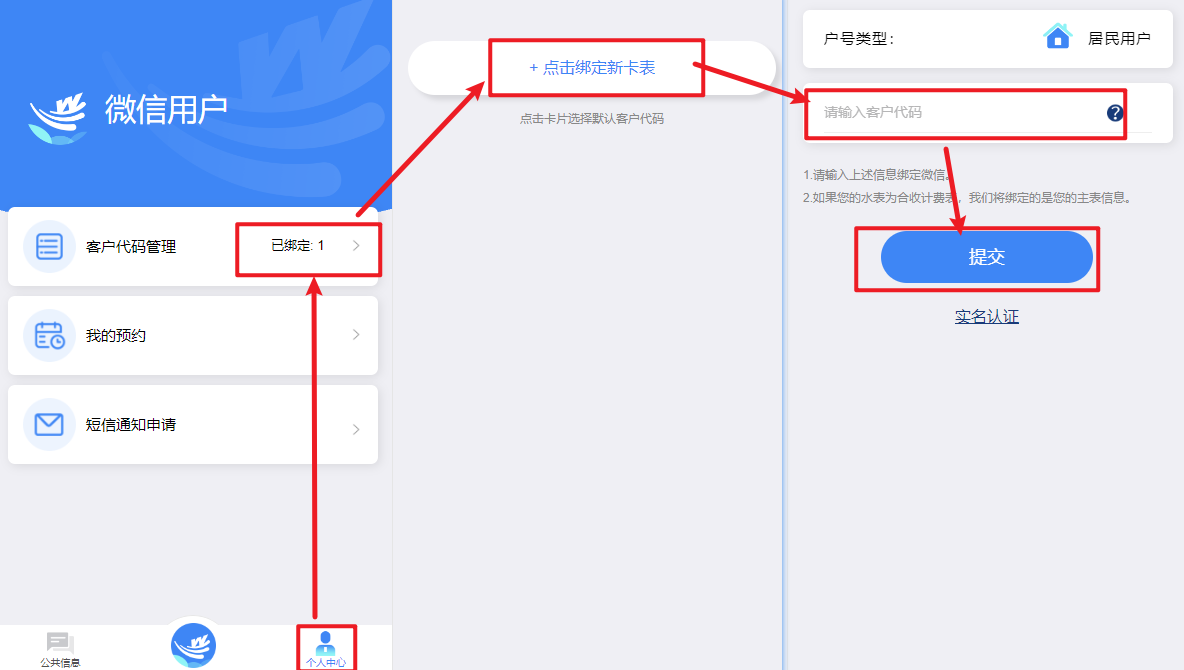 微信用户
客户代码管理
已绑定: 1
我的预约
短信通知申请
公共信息
个人中心
+ 点击绑定新卡表
点击卡片选择默认客户代码
户号类型:
居民用户
请输入客户代码
?
1.请输入上述信息绑定微信。
2.如果您的水表为合收计费表，我们将绑定的是您的主表信息。
提交
实名认证